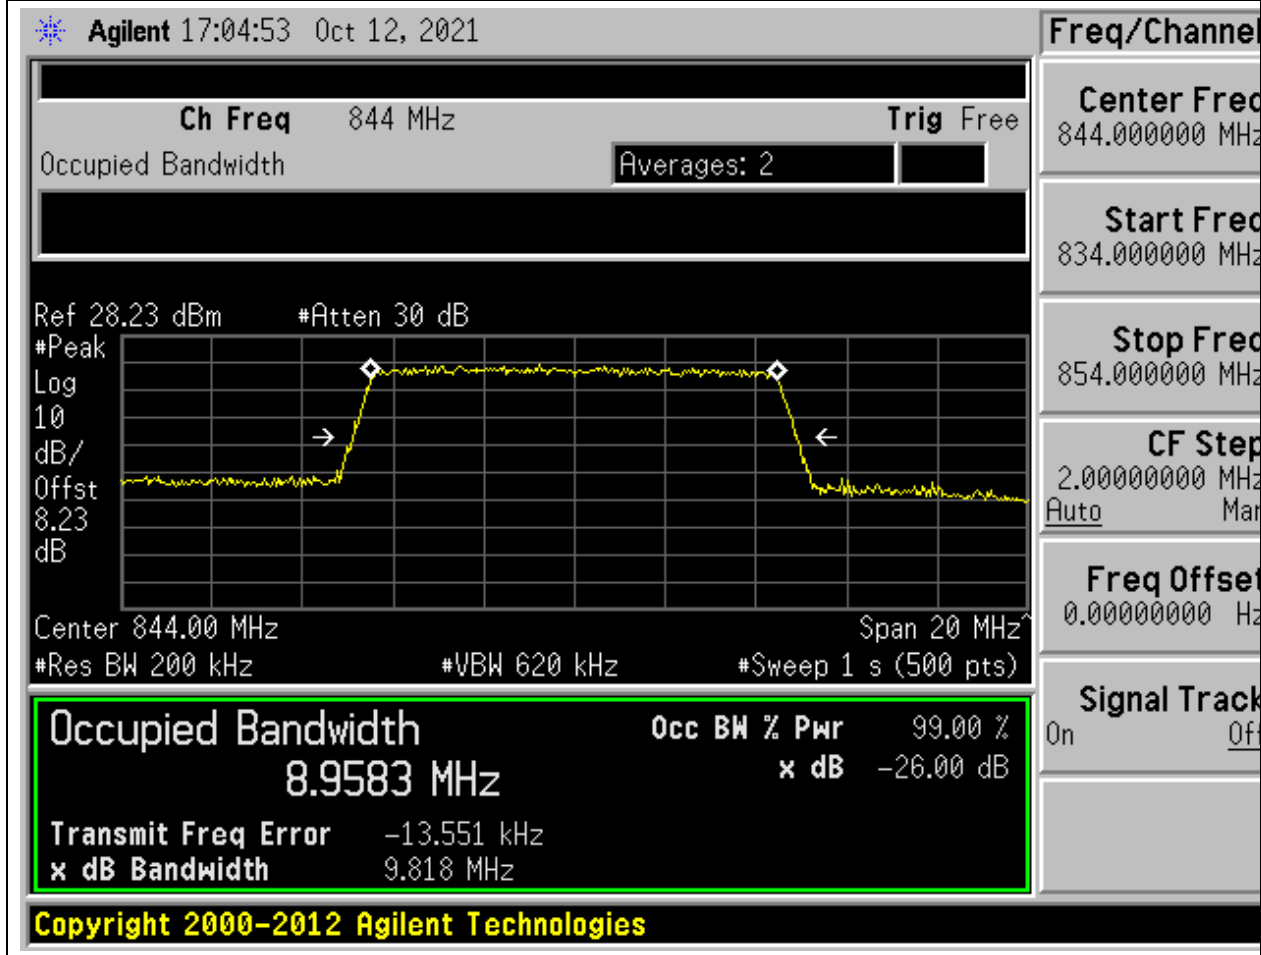 Agilent 17:04:53 Oct 12, 2021
Ch Freq 844 MHz Trig Free
Occupied Bandwidth Averages: 2
Ref 28.23 dBm #Atten 30 dB
#Peak
Log
10
dB/
Offst
8.23
dB
Center 844.00 MHz Span 20 MHz^
#Res BW 200 kHz #VBW 620 kHz #Sweep 1 s (500 pts)
Occupied Bandwidth Occ BW % Pwr 99.00 %
8.9583 MHz x dB -26.00 dB
Transmit Freq Error -13.551 kHz
x dB Bandwidth 9.818 MHz
Copyright 2000-2012 Agilent Technologies
Freq/Channel
Center Freq
844.000000 MHz
Start Freq
834.000000 MHz
Stop Freq
854.000000 MHz
CF Step
2.00000000 MHz
Auto Man
Freq Offset
0.00000000 Hz
Signal Track
On Off